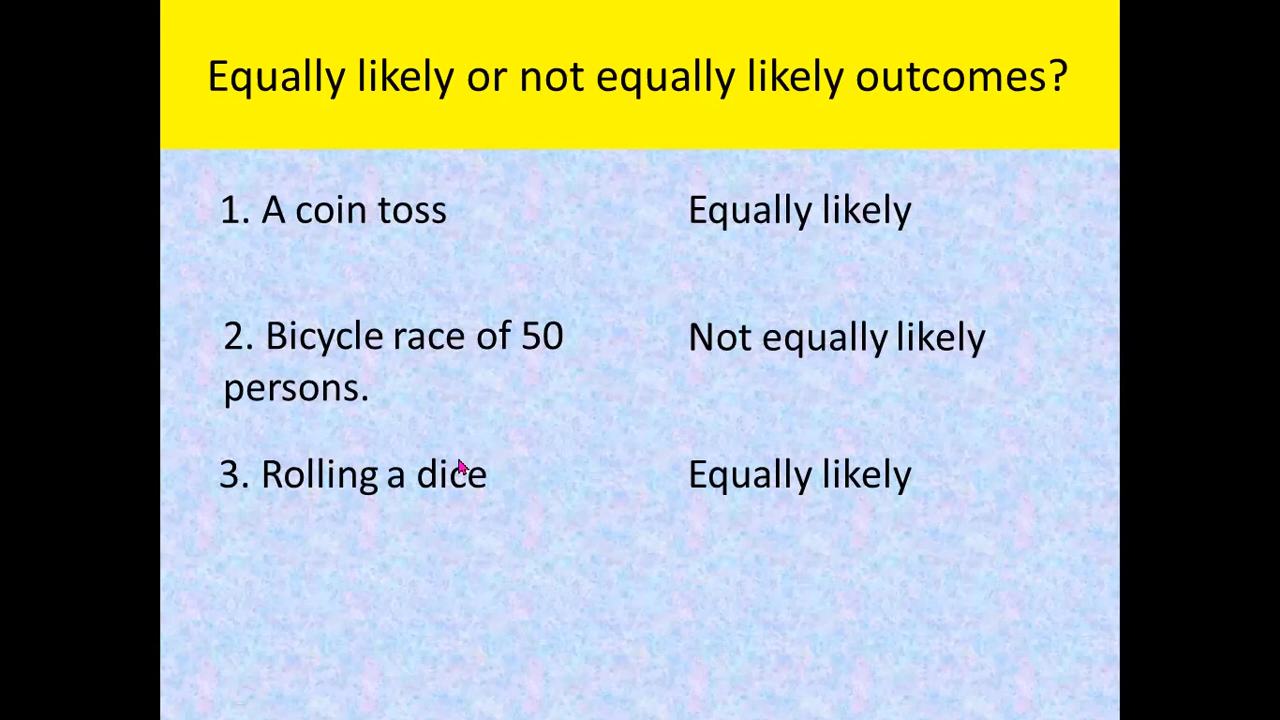 Equally likely or not equally likely outcomes?
1. A coin toss
Equally likely
2. Bicycle race of 50
persons.
Not equally likely
3. Rolling a dice
Equally likely